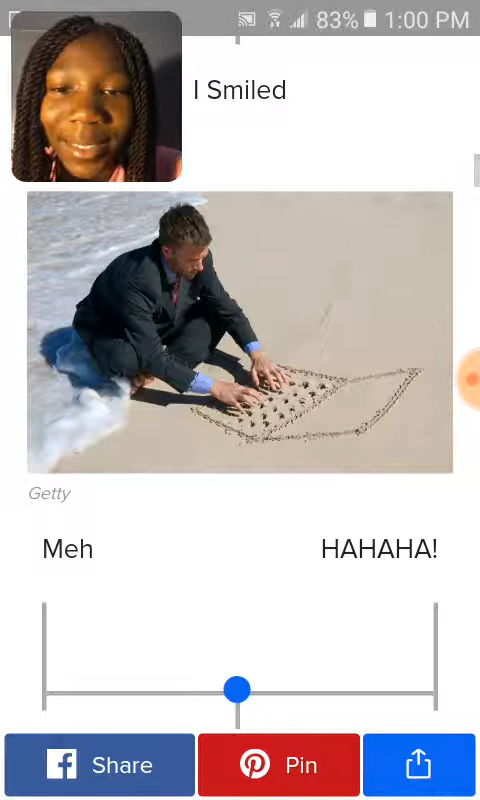 83% 1:00 PM
I Smiled
Getty
Meh HAHAHA!
Share Pin